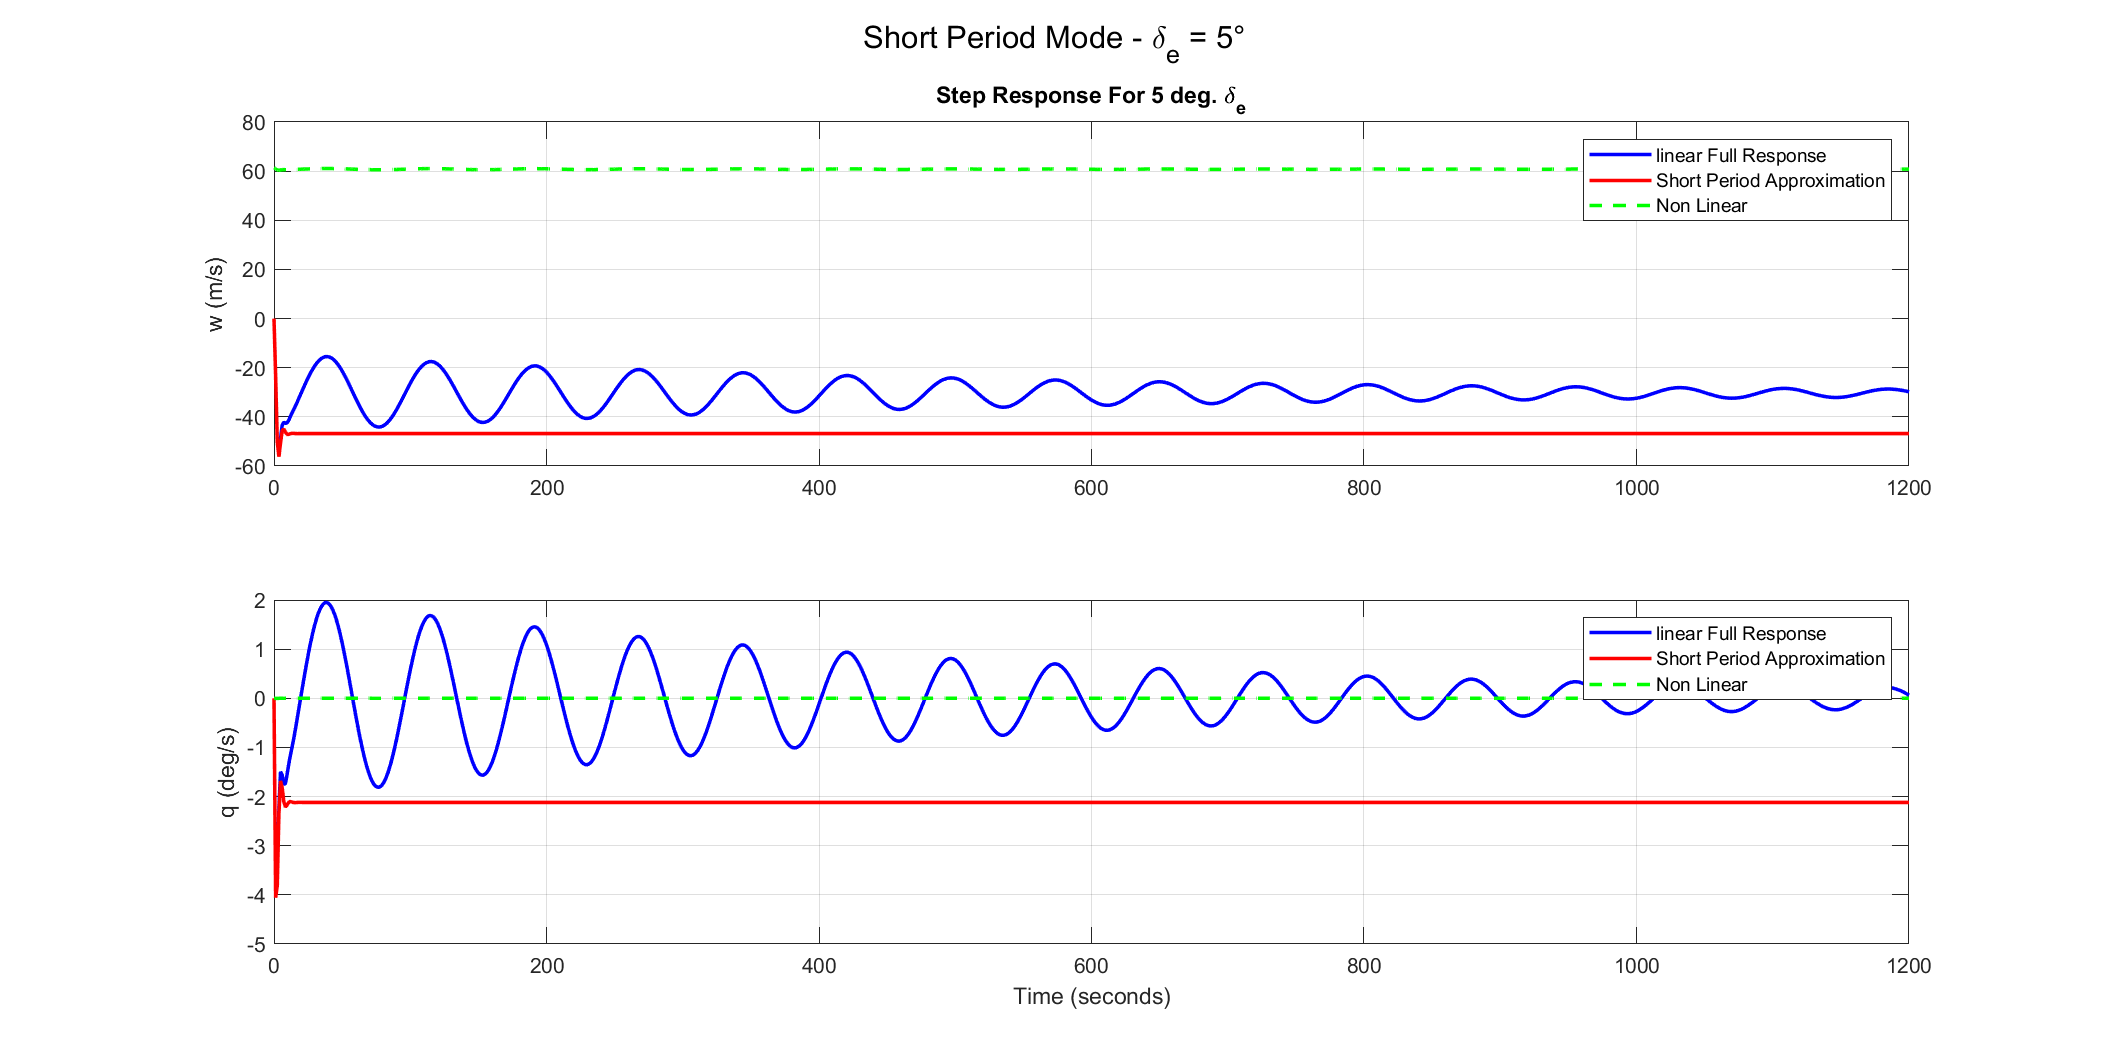 Short Period Mode - δe = 5°
Step Response For 5 deg. δe
80
60
40
20
0
-20
-40
-60
w (m/s)
linear Full Response
Short Period Approximation
Non Linear
0 200 400 600 800 1000 1200
2
1
0
-1
-2
-3
-4
-5
q (deg/s)
linear Full Response
Short Period Approximation
Non Linear
0 200 400 600 800 1000 1200
Time (seconds)